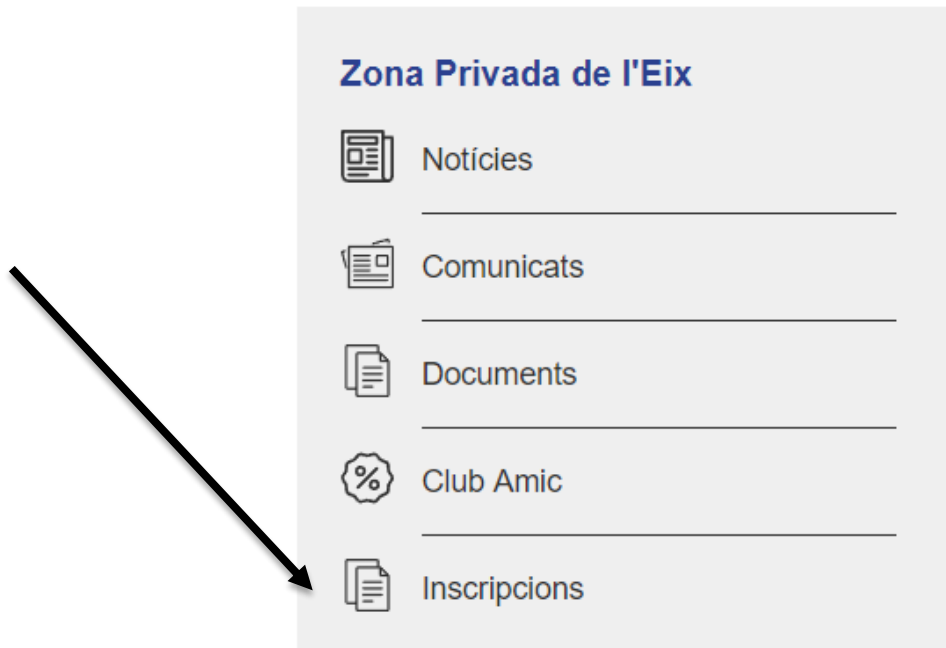 Zona Privada de l'Eix
Notícies
Comunicats
Documents
Club Amic
Inscripcions